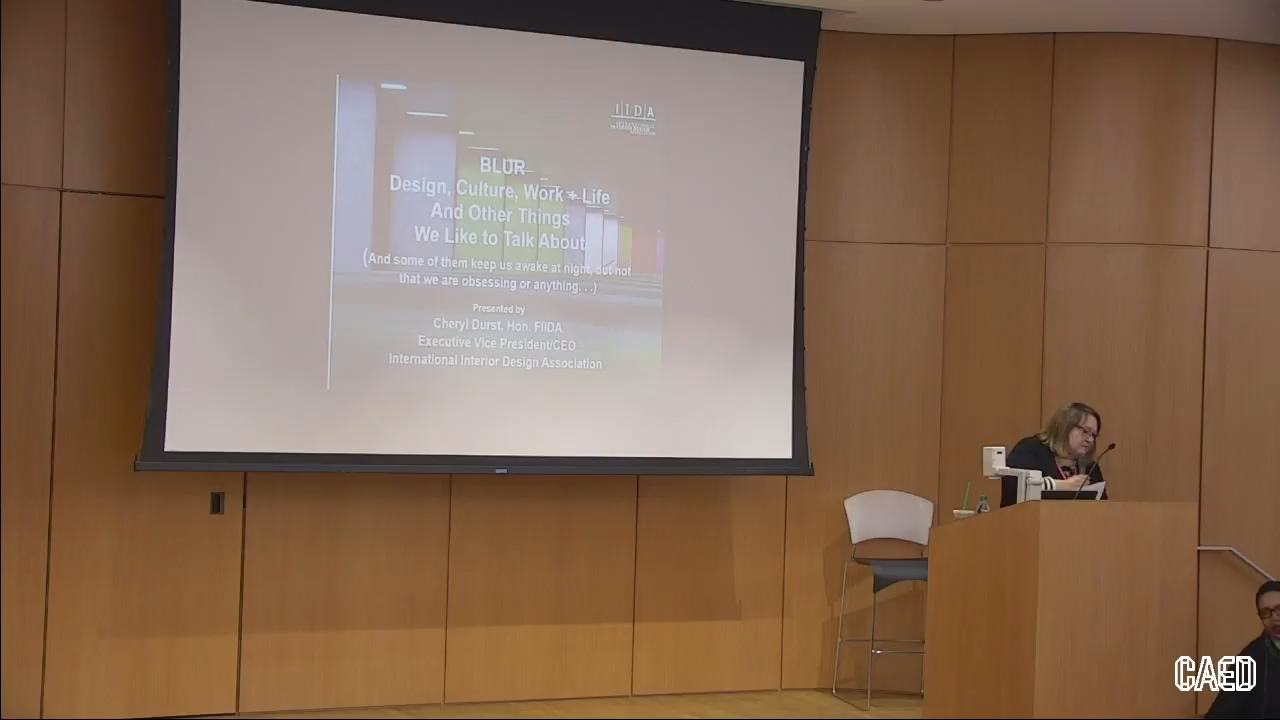 IIDA
BLUR
Design, Culture, Work + Life
And Other Things
We Like to Talk About
(And some of them keep us awake at night, but not
that we are obsessing or anything. . .)
Presented by
Cheryl Durst, Hon. FIIDA
Executive Vice President/CEO
International Interior Design Association
CAED